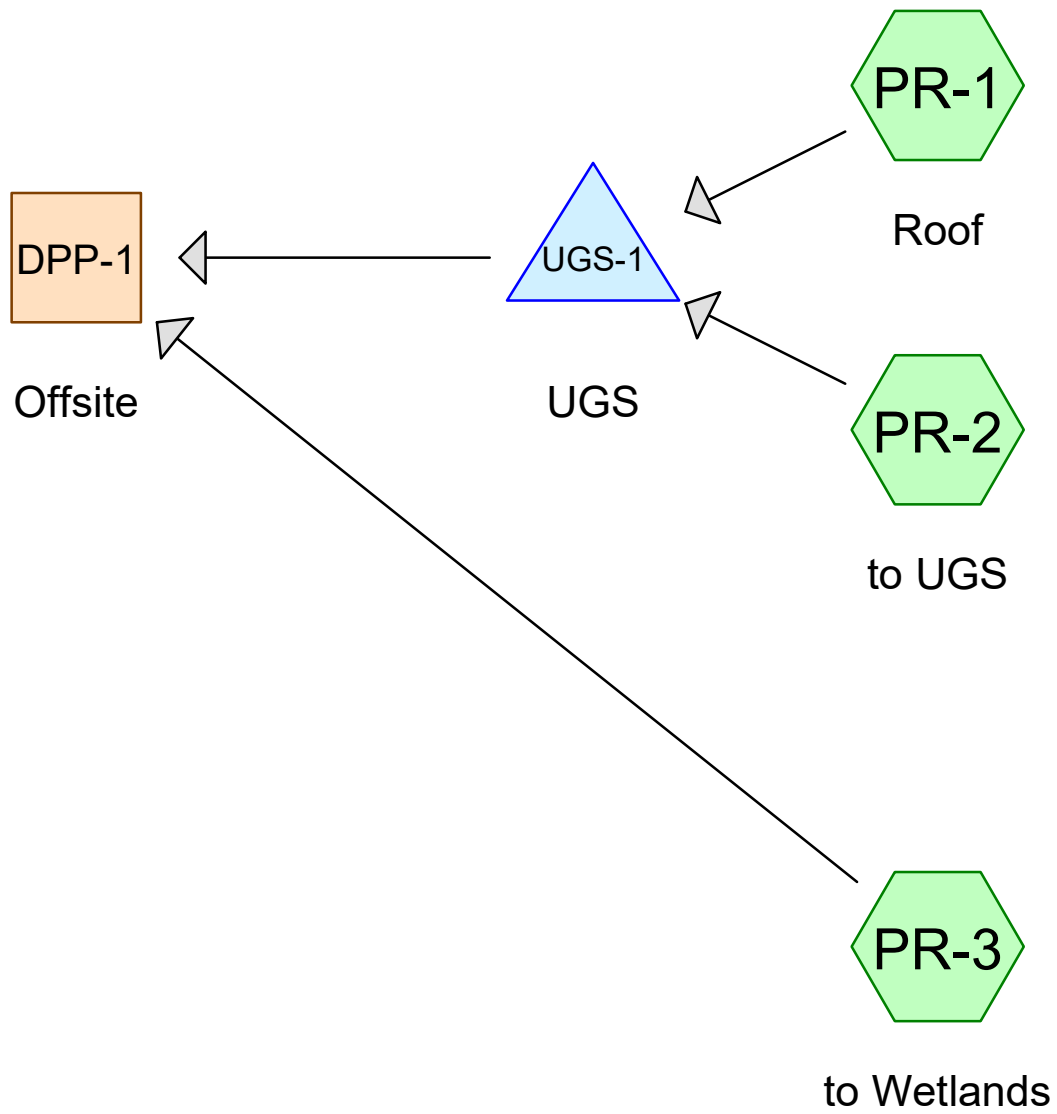 PR-1
Roof
DPP-1
Offsite
UGS-1
UGS
PR-2
to UGS
PR-3
to Wetlands